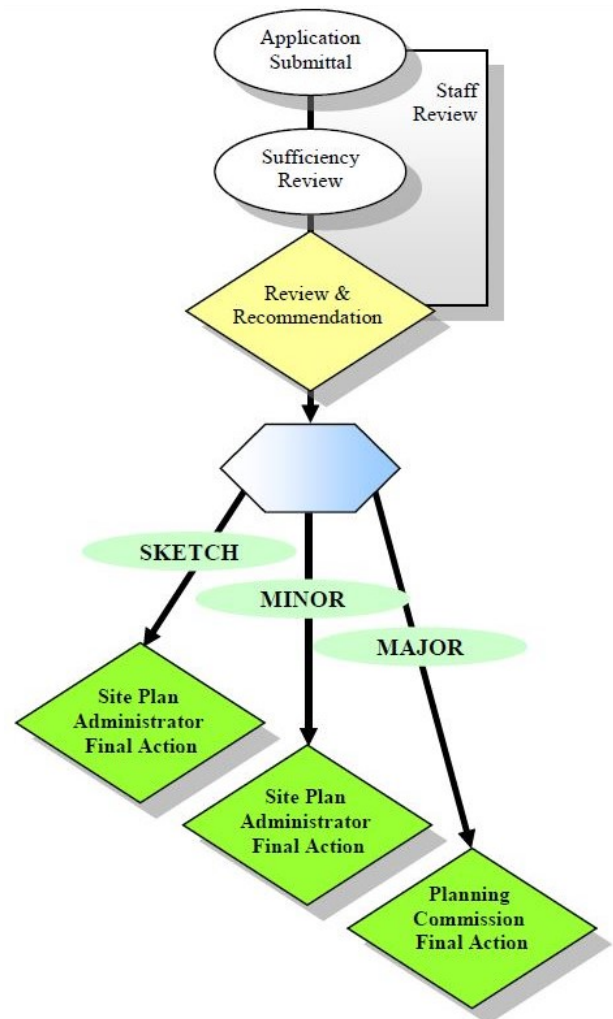 Application
Submittal
Staff
Review
Sufficiency
Review
Review &
Recommendation
SKETCH
MINOR
MAJOR
Site Plan
Administrator
Final Action
Site Plan
Administrator
Final Action
Planning
Commission
Final Action